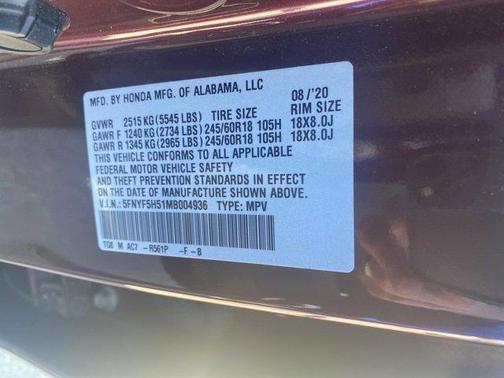 MFD. BY HONDA MFG. OF ALABAMA, LLC 08 /'20
GVWR 2515 KG (5545 LBS) TIRE SIZE RIM SIZE
GAWR F 1240 KG (2734 LBS) 245/60R18 105H 18X8.0J
GAWR R 1345 KG (2965 LBS) 245/60R18 105H 18X8.0J
THIS VEHICLE CONFORMS TO ALL APPLICABLE
FEDERAL MOTOR VEHICLE SAFETY
AND THEFT PREVENTION STANDARDS IN EFFECT
ON THE DATE OF MANUFACTURE SHOWN ABOVE.
V.I.N.: 5FNYF5H51MB004936 TYPE: MPV
TG8 M AC7 -R561P -F -B